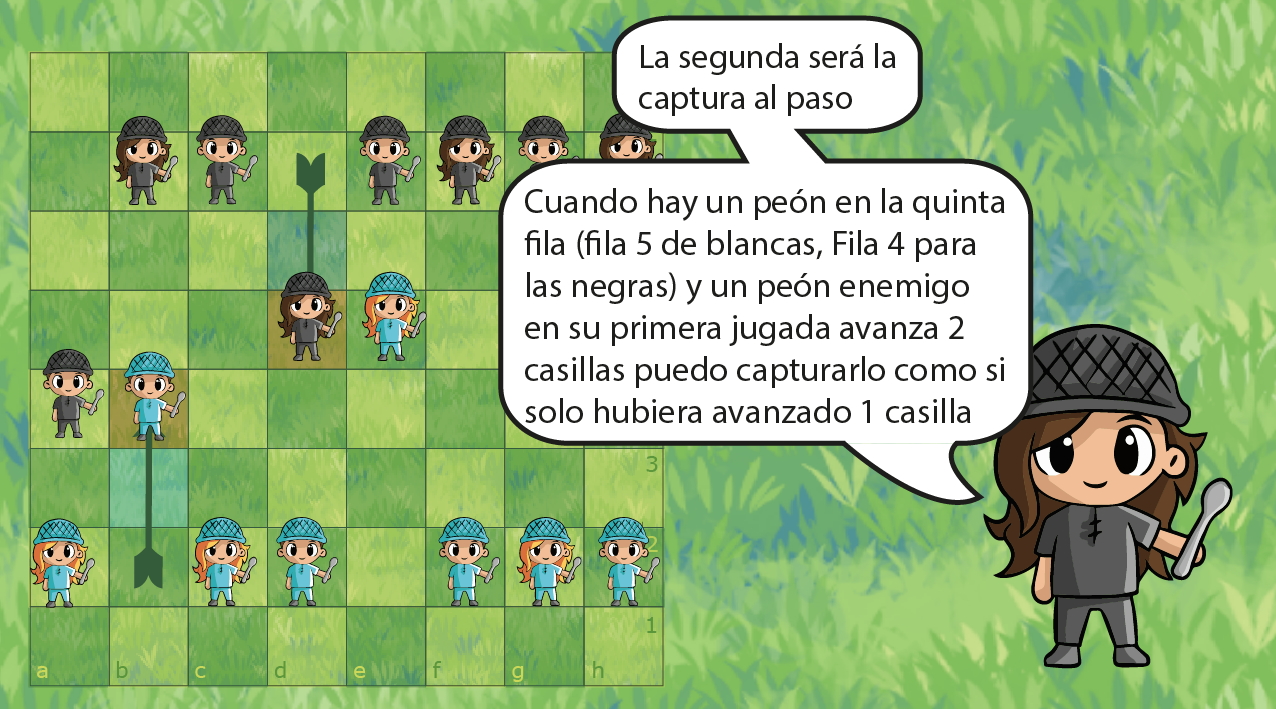 La segunda será la
captura al paso
Cuando hay un peón en la quinta
fila (fila 5 de blancas, Fila 4 para
las negras) y un peón enemigo
en su primera jugada avanza 2
casillas puedo capturarlo como si
solo hubiera avanzado 1 casilla
3
2
1
a b c d e f g h